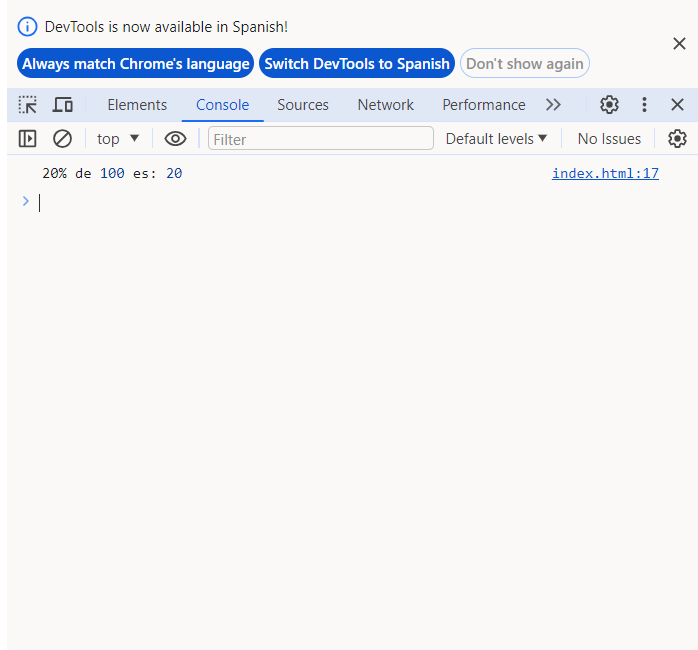 DevTools is now available in Spanish!
Always match Chrome's language Switch DevTools to Spanish Don't show again
Elements Console Sources Network Performance
top Filter Default levels No Issues
20% de 100 es: 20 index.html:17